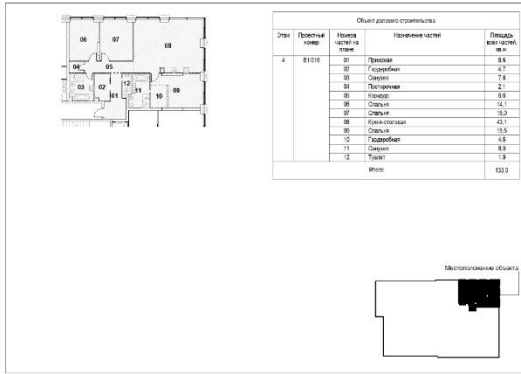 06
07
08
04
05
03
02
01
12
11
10
09
Объект долевого строительства
Этаж Проектный номер Номера частей на плане Назначение частей Площадь всех частей, кв.м
4 B1/016 01 Прихожая 8,6
02 Гардеробная 4,7
03 Санузел 7,8
04 Постирочная 2,1
05 Коридор 6,6
06 Спальня 14,1
07 Спальня 16,0
08 Кухня-столовая 43,1
09 Спальня 15,5
10 Гардеробная 4,6
11 Санузел 8,0
12 Туалет 1,9
Итого: 133,0
Местоположение объекта